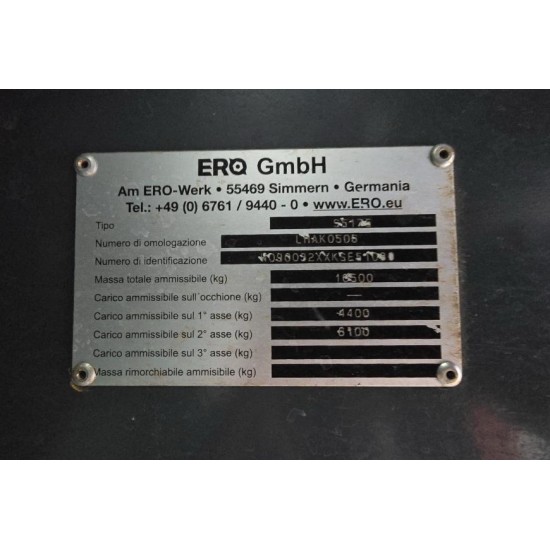 ERO GmbH
Am ERO-Werk • 55469 Simmern • Germania
Tel.: +49 (0) 6761 / 9440 - 0 • www.ERO.eu
Tipo
Numero di omologazione LMAK0506
Numero di identificazione
Massa totale ammissibile (kg) 10500
Carico ammissibile sull'occhione (kg) —
Carico ammissibile sul 1° asse (kg) 4400
Carico ammissibile sul 2° asse (kg) 6100
Carico ammissibile sul 3° asse (kg)
Massa rimorchiabile ammisibile (kg)